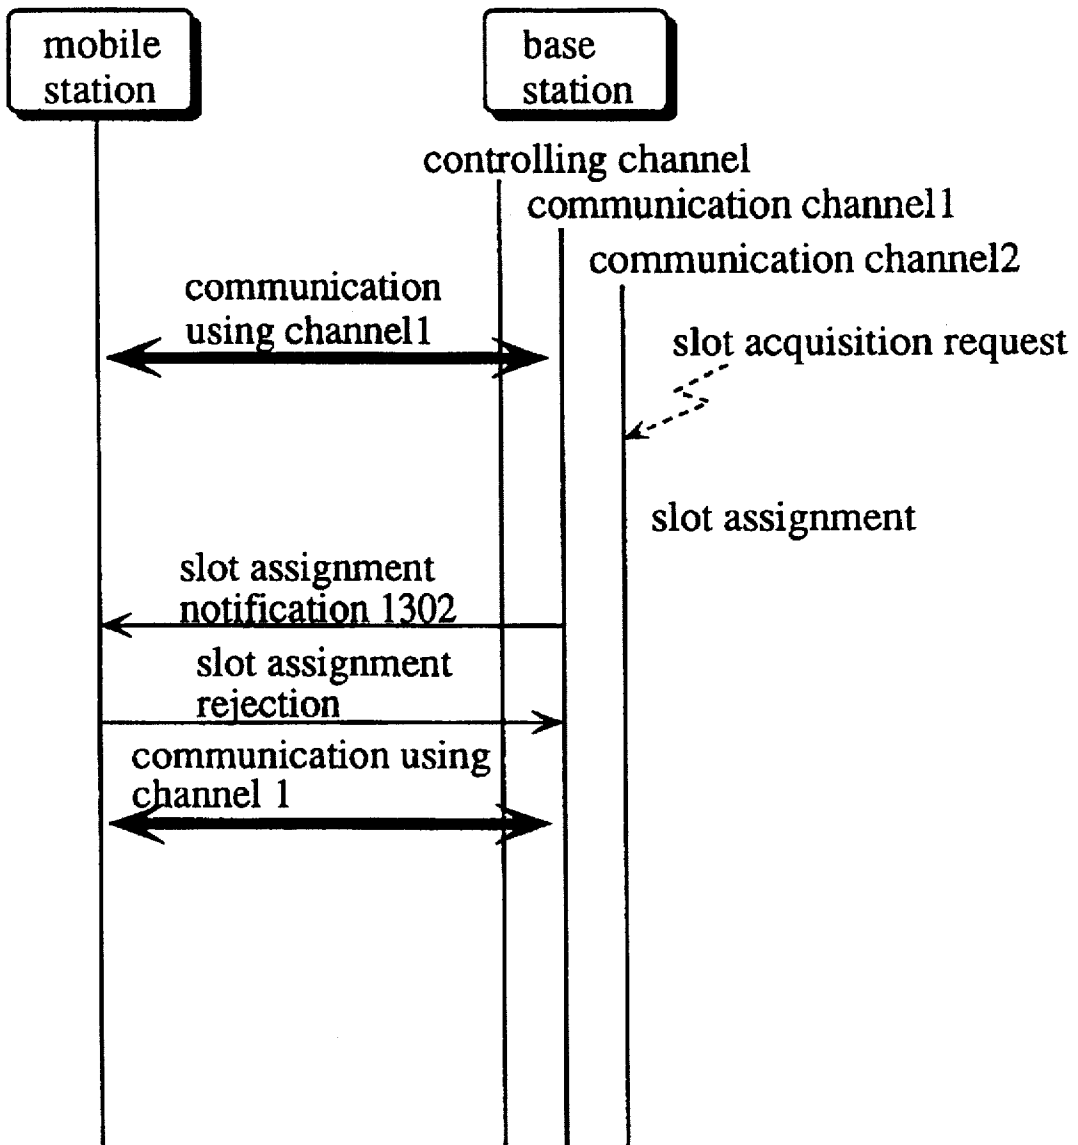 mobile
station
base
station
controlling channel
communication channel1
communication channel2
communication
using channel1
slot acquisition request
slot assignment
slot assignment
notification 1302
slot assignment
rejection
communication using
channel 1